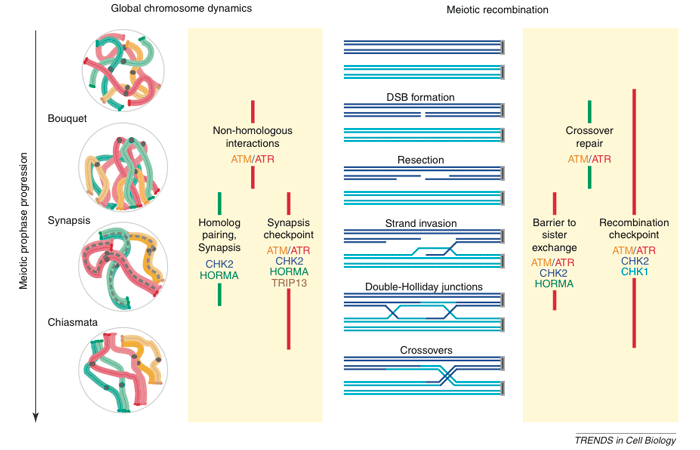 Global chromosome dynamics
Meiotic recombination
Meiotic prophase progression
Bouquet
Synapsis
Chiasmata
Non-homologous
interactions
ATM/ATR
Homolog
pairing,
Synapsis
CHK2
HORMA
Synapsis
checkpoint
ATM/ATR
CHK2
HORMA
TRIP13
DSB formation
Resection
Strand invasion
Double-Holliday junctions
Crossovers
Crossover
repair
ATM/ATR
Barrier to
sister
exchange
ATM/ATR
CHK2
HORMA
Recombination
checkpoint
ATM/ATR
CHK2
CHK1
TRENDS in Cell Biology